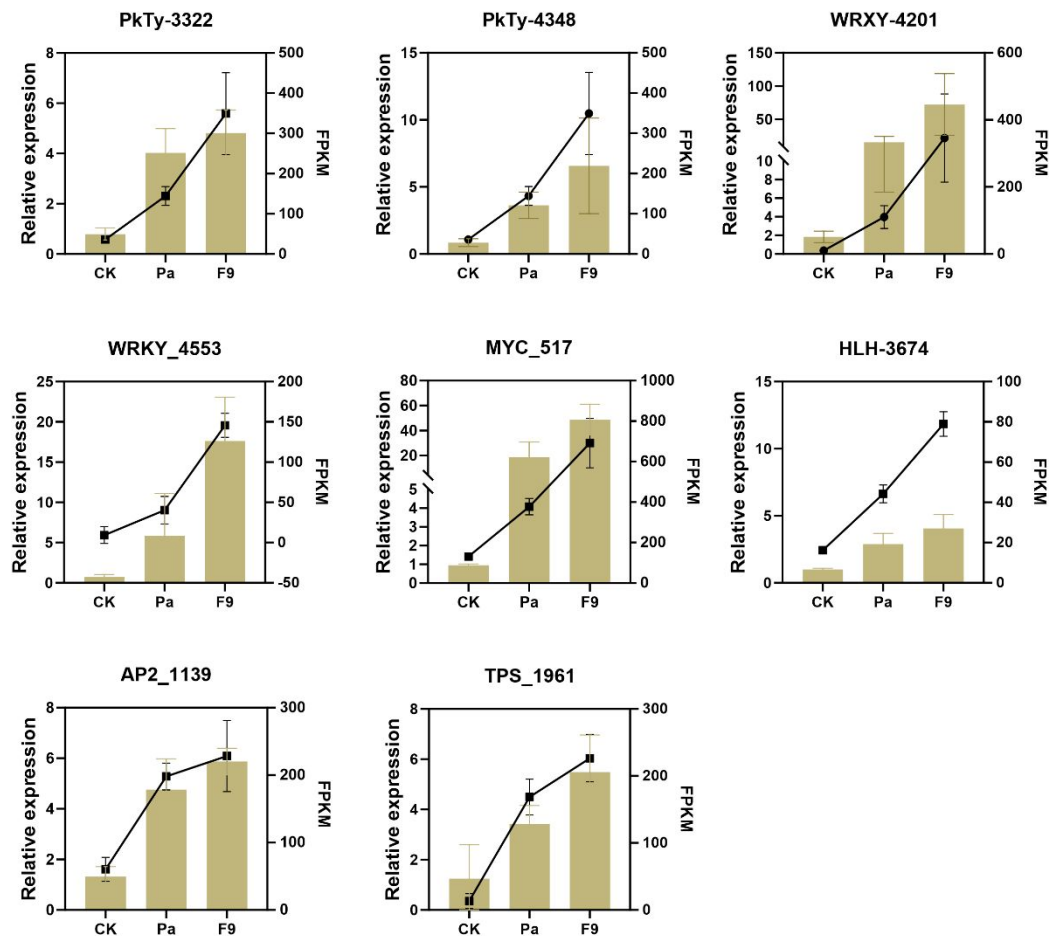 PkTy-3322
Relative expression
8
6
4
2
0
500
400
300
200
100
0
FPKM
CK Pa F9
PkTy-4348
Relative expression
15
10
5
0
500
400
300
200
100
0
FPKM
CK Pa F9
WRXY-4201
Relative expression
150
100
50
10
8
6
4
2
0
600
400
200
0
FPKM
CK Pa F9
WRKY_4553
Relative expression
25
20
15
10
5
0
200
150
100
50
0
-50
FPKM
CK Pa F9
MYC_517
Relative expression
80
60
40
20
5
4
3
2
1
0
1000
800
600
400
200
0
FPKM
CK Pa F9
HLH-3674
Relative expression
15
10
5
0
100
80
60
40
20
0
FPKM
CK Pa F9
AP2_1139
Relative expression
8
6
4
2
0
300
200
100
0
FPKM
CK Pa F9
TPS_1961
Relative expression
8
6
4
2
0
300
200
100
0
FPKM
CK Pa F9